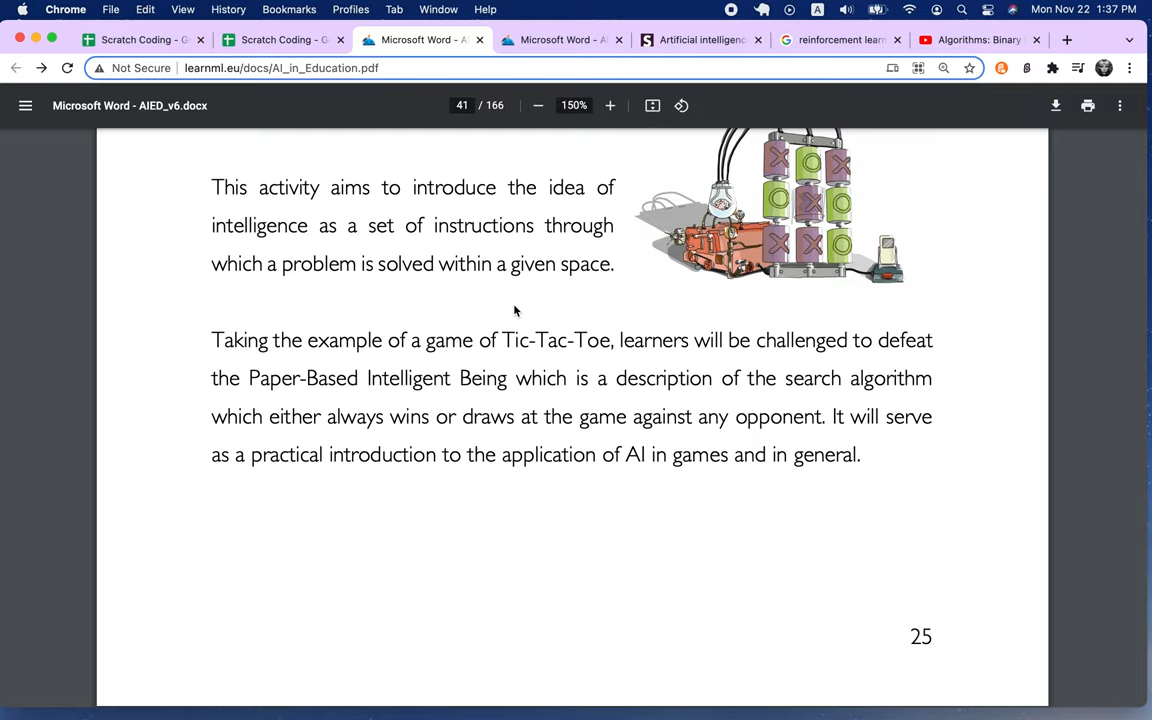 Chrome File Edit View History Bookmarks Profiles Tab Window Help A Mon Nov 22 1:37 PM
Scratch Coding - G Scratch Coding - G Microsoft Word - A Microsoft Word - A Artificial intelligence reinforcement learn Algorithms: Binary S
Not Secure learnml.eu/docs/AI_in_Education.pdf
Microsoft Word - AIED_v6.docx 41 / 166 150%
This activity aims to introduce the idea of
intelligence as a set of instructions through
which a problem is solved within a given space.
Taking the example of a game of Tic-Tac-Toe, learners will be challenged to defeat
the Paper-Based Intelligent Being which is a description of the search algorithm
which either always wins or draws at the game against any opponent. It will serve
as a practical introduction to the application of AI in games and in general.
25